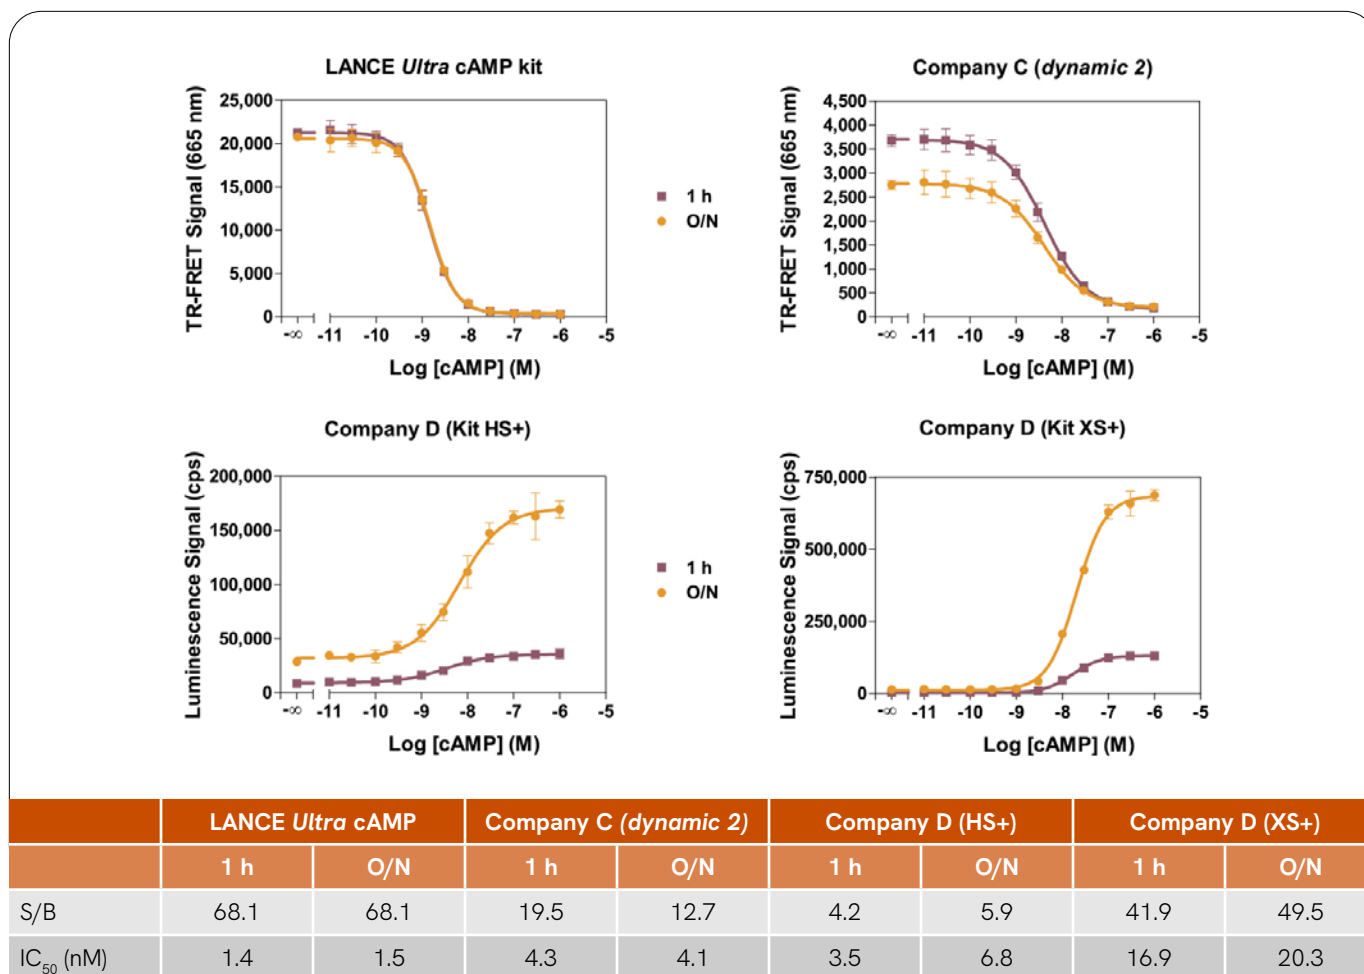 LANCE Ultra cAMP kit
TR-FRET Signal (665 nm)
25,000
20,000
15,000
10,000
5,000
0
-∞ -11 -10 -9 -8 -7 -6 -5
Log [cAMP] (M)
1 h
O/N
Company C (dynamic 2)
TR-FRET Signal (665 nm)
4,500
4,000
3,500
3,000
2,500
2,000
1,500
1,000
500
0
-∞ -11 -10 -9 -8 -7 -6 -5
Log [cAMP] (M)
Company D (Kit HS+)
Luminescence Signal (cps)
200,000
150,000
100,000
50,000
0
-∞ -11 -10 -9 -8 -7 -6 -5
Log [cAMP] (M)
1 h
O/N
Company D (Kit XS+)
Luminescence Signal (cps)
750,000
500,000
250,000
0
-∞ -11 -10 -9 -8 -7 -6 -5
Log [cAMP] (M)
LANCE Ultra cAMP Company C (dynamic 2) Company D (HS+) Company D (XS+)
1 h O/N 1 h O/N 1 h O/N 1 h O/N
S/B 68.1 68.1 19.5 12.7 4.2 5.9 41.9 49.5
IC50 (nM) 1.4 1.5 4.3 4.1 3.5 6.8 16.9 20.3